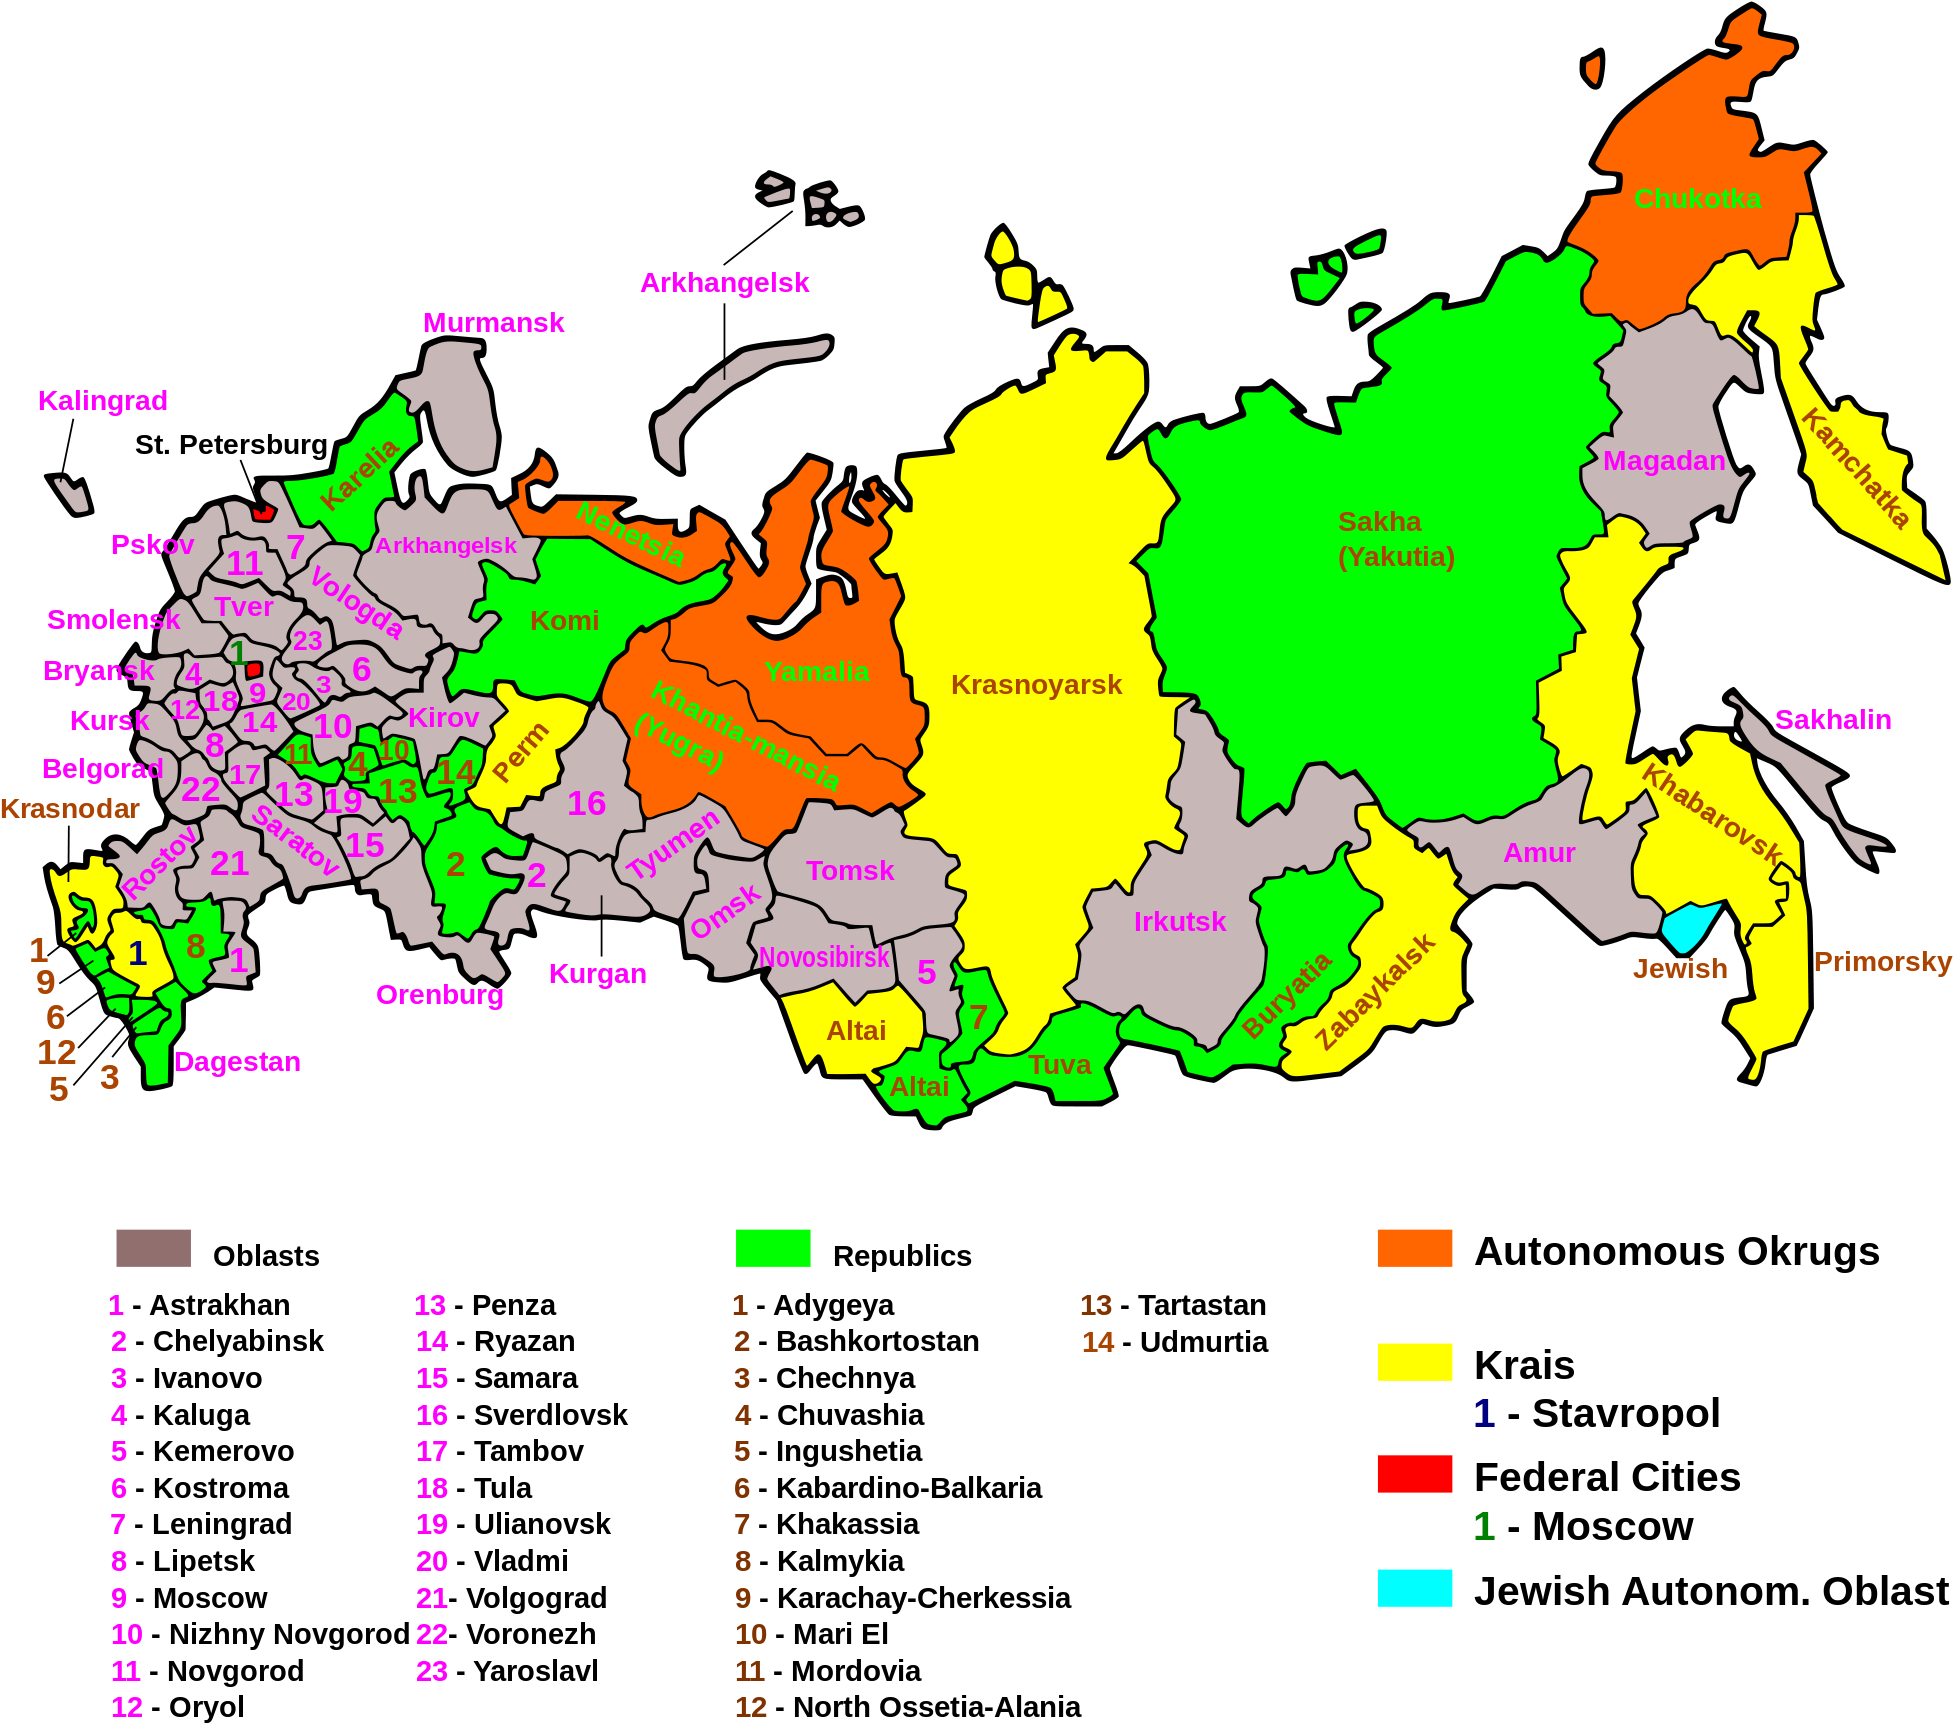 Chukotka
Arkhangelsk
Murmansk
Kalingrad
St. Petersburg
Karelia
Kamchatka
Magadan
Sakha
(Yakutia)
Nenetsia
Pskov
11
7
Arkhangelsk
Vologda
Tver
Smolensk
Komi
23
1
6
Bryansk
4
3
Yamalia
Krasnoyarsk
18
9
20
12
14
Kursk
10
Kirov
Khantia-mansia
(Yugra)
Sakhalin
8
11
4
10
Perm
Belgorad
17
22
13
19
13
14
16
Khabarovsk
Krasnodar
Saratov
15
Rostov
21
2
2
Tyumen
Tomsk
Amur
Omsk
Irkutsk
1
1
8
1
Novosibirsk
5
9
Kurgan
Orenburg
Buryatia
Zabaykalsk
Jewish
Primorsky
6
7
Altai
12
Dagestan
5
3
Tuva
Altai
Oblasts
1 - Astrakhan
2 - Chelyabinsk
3 - Ivanovo
4 - Kaluga
5 - Kemerovo
6 - Kostroma
7 - Leningrad
8 - Lipetsk
9 - Moscow
10 - Nizhny Novgorod
11 - Novgorod
12 - Oryol
13 - Penza
14 - Ryazan
15 - Samara
16 - Sverdlovsk
17 - Tambov
18 - Tula
19 - Ulianovsk
20 - Vladmi
21- Volgograd
22- Voronezh
23 - Yaroslavl
Republics
1 - Adygeya
2 - Bashkortostan
3 - Chechnya
4 - Chuvashia
5 - Ingushetia
6 - Kabardino-Balkaria
7 - Khakassia
8 - Kalmykia
9 - Karachay-Cherkessia
10 - Mari El
11 - Mordovia
12 - North Ossetia-Alania
13 - Tartastan
14 - Udmurtia
Autonomous Okrugs
Krais
1 - Stavropol
Federal Cities
1 - Moscow
Jewish Autonom. Oblast